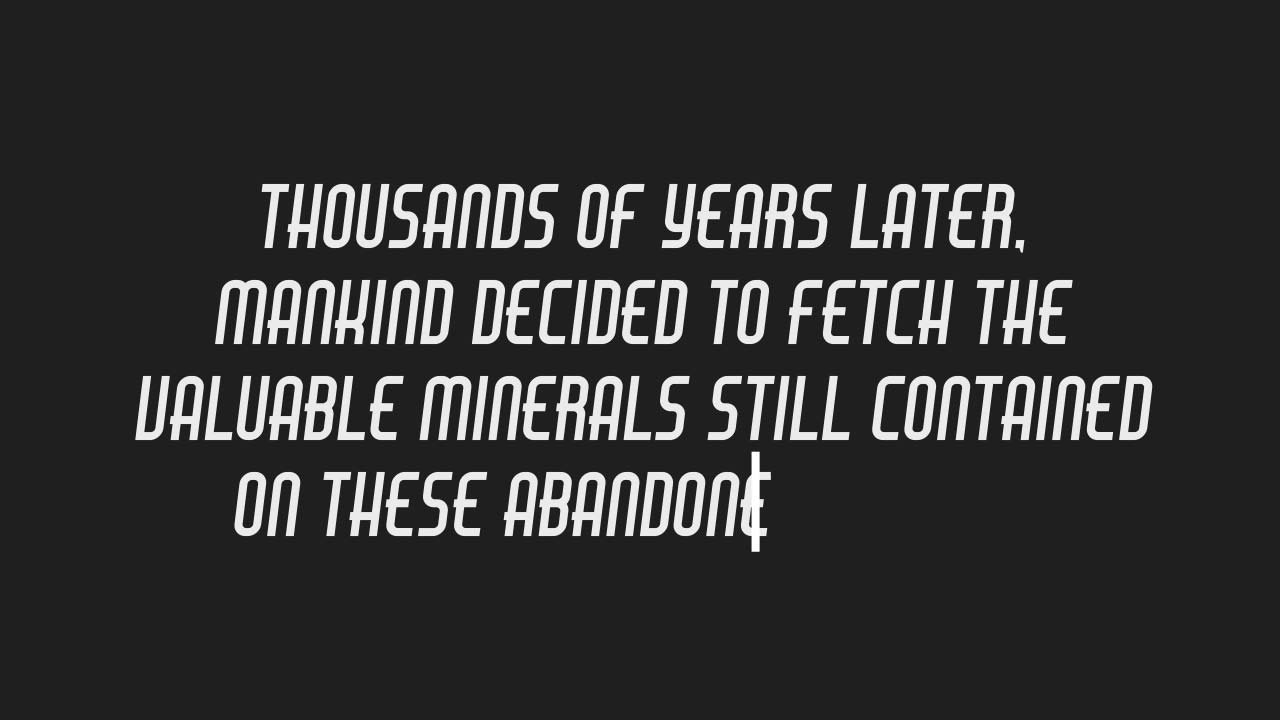 THOUSANDS OF YEARS LATER,
MANKIND DECIDED TO FETCH THE
VALUABLE MINERALS STILL CONTAINED
ON THESE ABANDONE